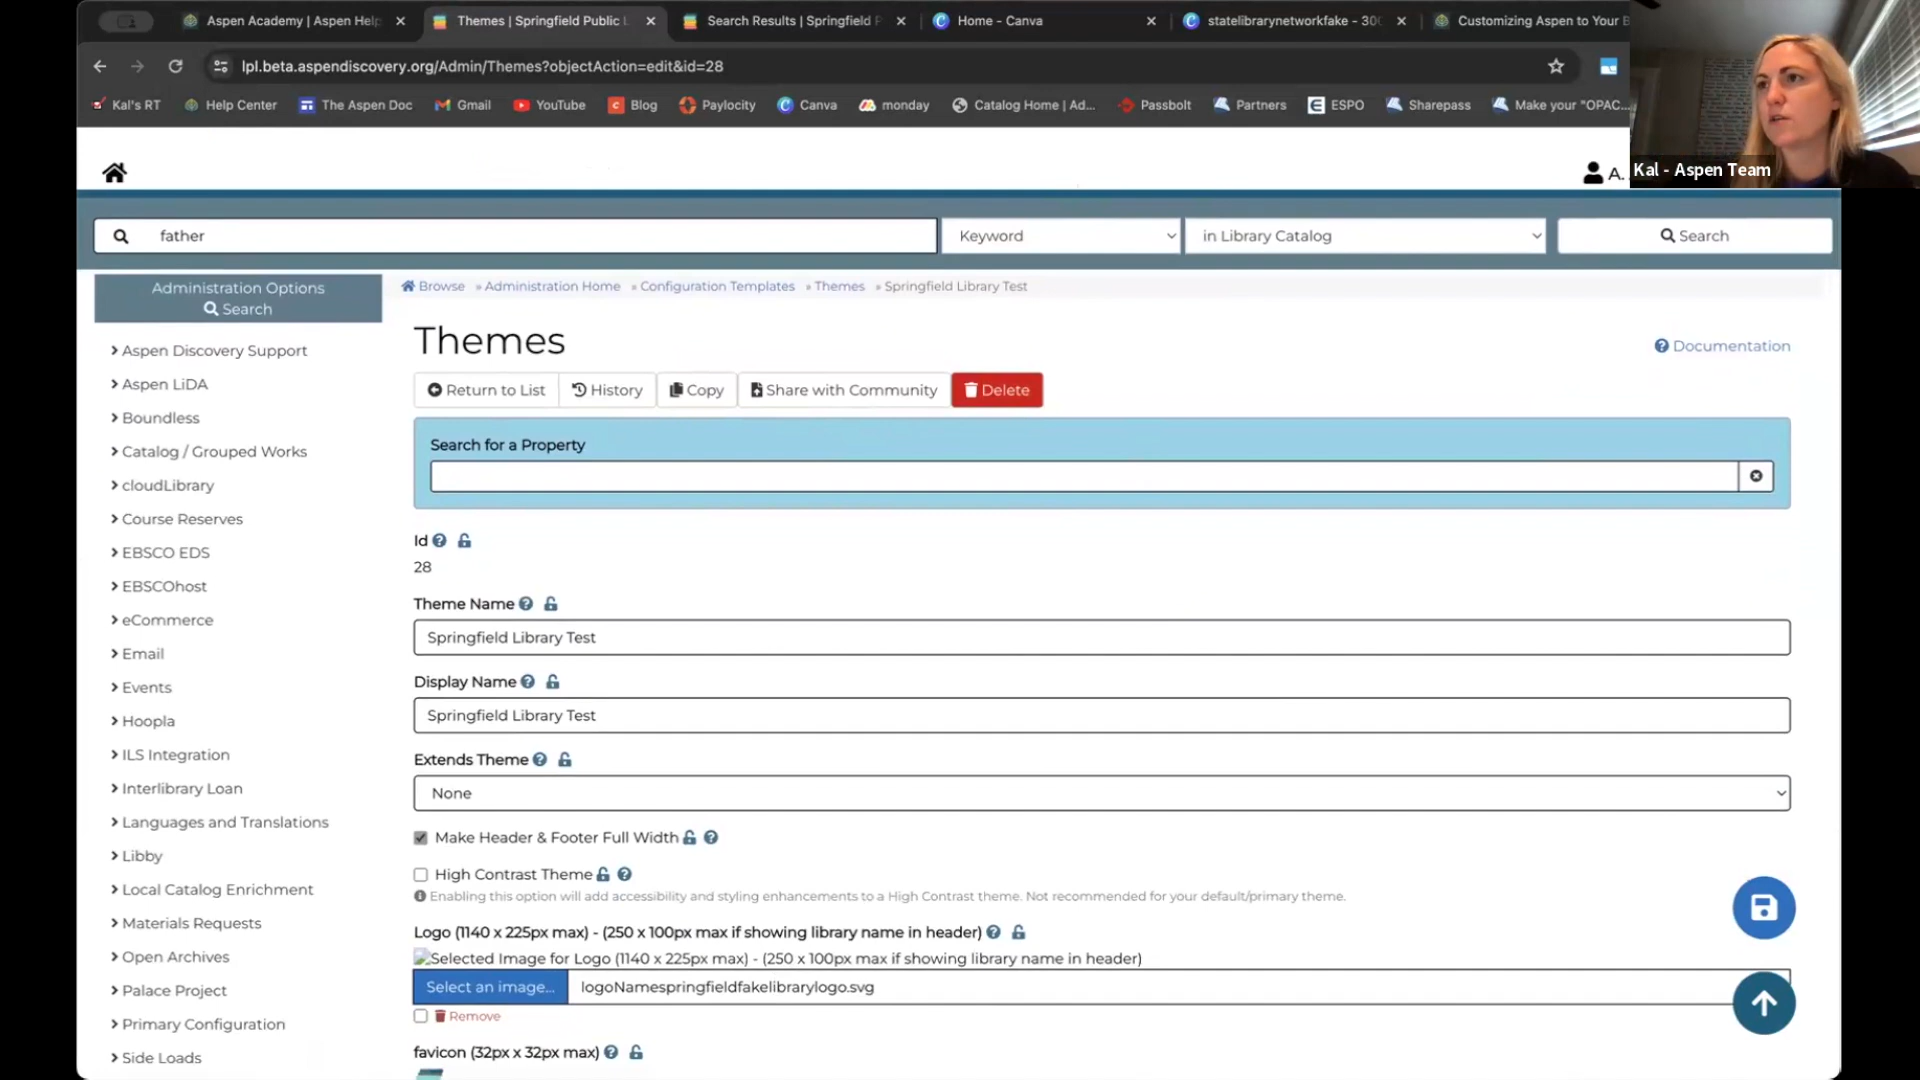 Aspen Academy | Aspen Help
Themes | Springfield Public L
Search Results | Springfield P
Home - Canva
statelibrarynetworkfake - 300
Customizing Aspen to Your B
lpl.beta.aspendiscovery.org/Admin/Themes?objectAction=edit&id=28
Kal's RT
Help Center
The Aspen Doc
Gmail
YouTube
Blog
Paylocity
Canva
monday
Catalog Home | Ad...
Passbolt
Partners
ESPO
Sharepass
Make your "OPAC...
A.
Kal - Aspen Team
father
Keyword
in Library Catalog
Search
Administration Options
Search
Browse » Administration Home » Configuration Templates » Themes » Springfield Library Test
Aspen Discovery Support
Aspen LiDA
Boundless
Catalog / Grouped Works
cloudLibrary
Course Reserves
EBSCO EDS
EBSCOhost
eCommerce
Email
Events
Hoopla
ILS Integration
Interlibrary Loan
Languages and Translations
Libby
Local Catalog Enrichment
Materials Requests
Open Archives
Palace Project
Primary Configuration
Side Loads
Themes
Documentation
Return to List
History
Copy
Share with Community
Delete
Search for a Property
Id
28
Theme Name
Springfield Library Test
Display Name
Springfield Library Test
Extends Theme
None
Make Header & Footer Full Width
High Contrast Theme
Enabling this option will add accessibility and styling enhancements to a High Contrast theme. Not recommended for your default/primary theme.
Logo (1140 x 225px max) - (250 x 100px max if showing library name in header)
Selected Image for Logo (1140 x 225px max) - (250 x 100px max if showing library name in header)
Select an image...
logoNamespringfieldfakelibrarylogo.svg
Remove
favicon (32px x 32px max)